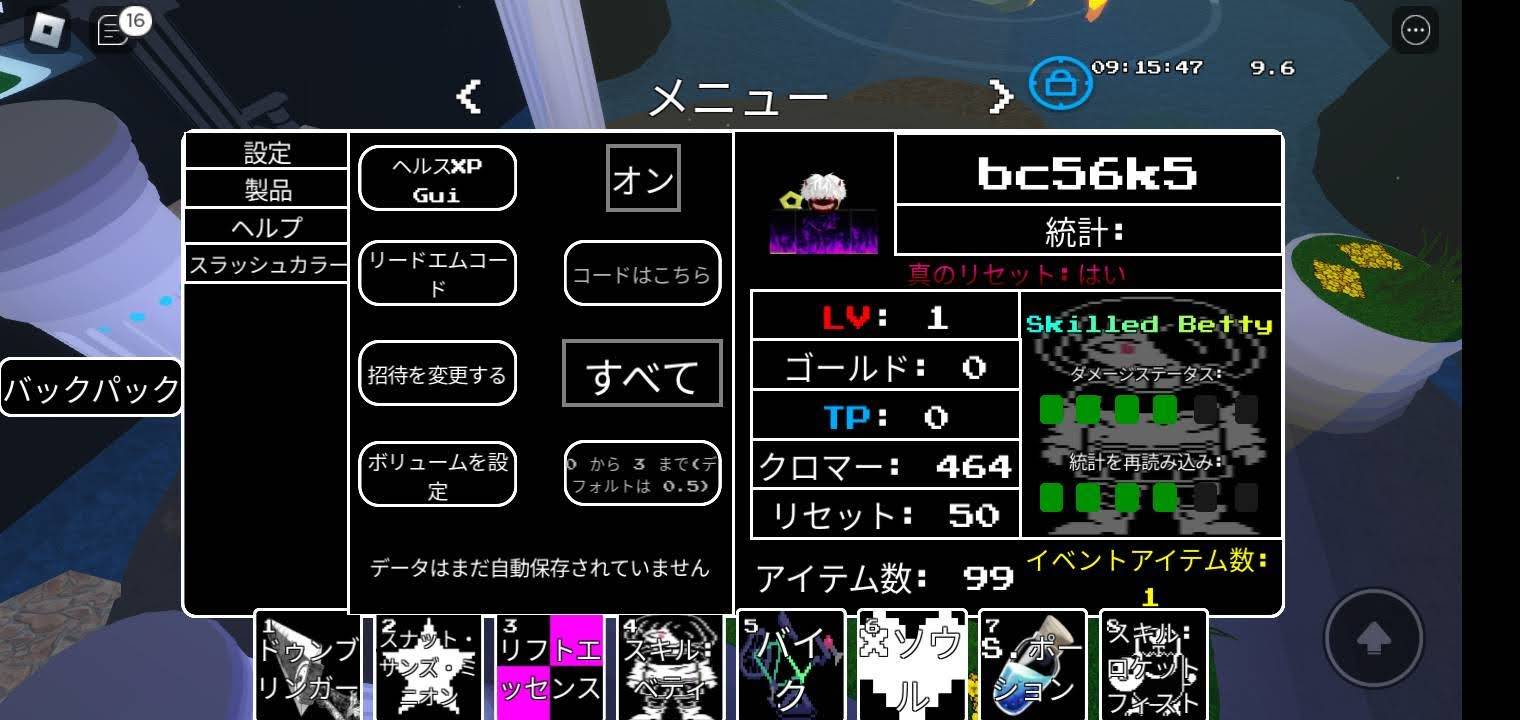 16
09:15:47 9.6
< メニュー >
設定
製品
ヘルプ
スラッシュカラー
バックパック
ヘルスXP
Gui
オン
リードエムコー
ド
コードはこちら
招待を変更する
すべて
ボリュームを設
定
0 から 3 まで(デ
フォルトは 0.5)
データはまだ自動保存されていません
bc56k5
統計:
真のリセット: はい
LV: 1
ゴールド: 0
TP: 0
クロマー: 464
リセット: 50
アイテム数: 99
Skilled Betty
ダメージステータス:
統計を再読み込み:
イベントアイテム数:
1
1
ドゥンブ
リンガー
2
スナット・
サンズ・ミ
ニオン
3
リフトエ
ッセンス
4
スキル:
ベティ
5
バイ
ク
6
ソウ
ル
7
S. ポー
ション
8
スキル:
ロケット
フィスト